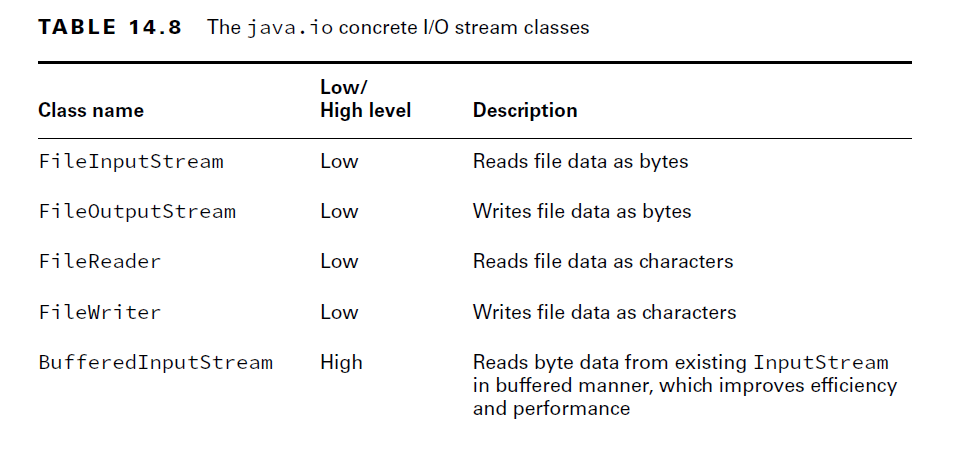 TABLE 14.8 The java.io concrete I/O stream classes
Class name Low/ High level Description
FileInputStream Low Reads file data as bytes
FileOutputStream Low Writes file data as bytes
FileReader Low Reads file data as characters
FileWriter Low Writes file data as characters
BufferedInputStream High Reads byte data from existing InputStream
in buffered manner, which improves efficiency
and performance